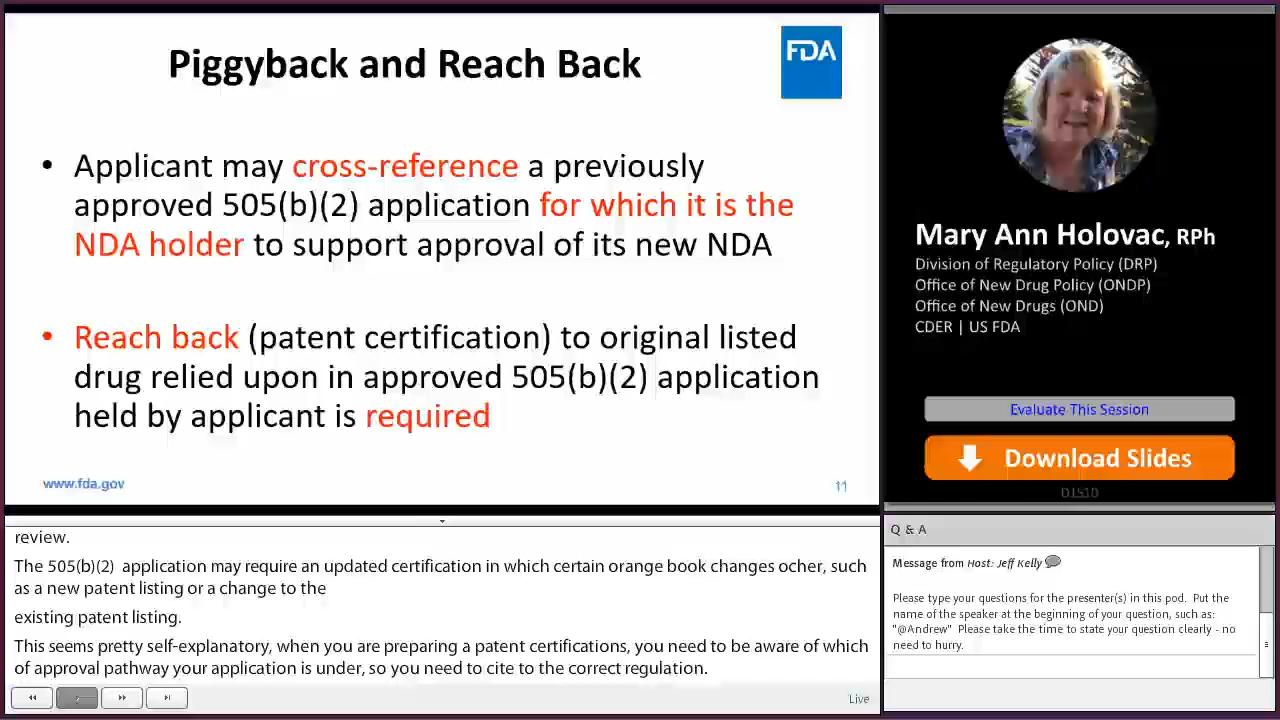 Piggyback and Reach Back
FDA
• Applicant may cross-reference a previously
approved 505(b)(2) application for which it is the
NDA holder to support approval of its new NDA
• Reach back (patent certification) to original listed
drug relied upon in approved 505(b)(2) application
held by applicant is required
www.fda.gov
11
Mary Ann Holovac, RPh
Division of Regulatory Policy (DRP)
Office of New Drug Policy (ONDP)
Office of New Drugs (OND)
CDER | US FDA
Evaluate This Session
Download Slides
review.
The 505(b)(2) application may require an updated certification in which certain orange book changes ocher, such
as a new patent listing or a change to the
existing patent listing.
This seems pretty self-explanatory, when you are preparing a patent certifications, you need to be aware of which
of approval pathway your application is under, so you need to cite to the correct regulation.
Live
Q & A
Message from Host: Jeff Kelly
Please type your questions for the presenter(s) in this pod. Put the
name of the speaker at the beginning of your question, such as:
"@Andrew" Please take the time to state your question clearly - no
need to hurry.